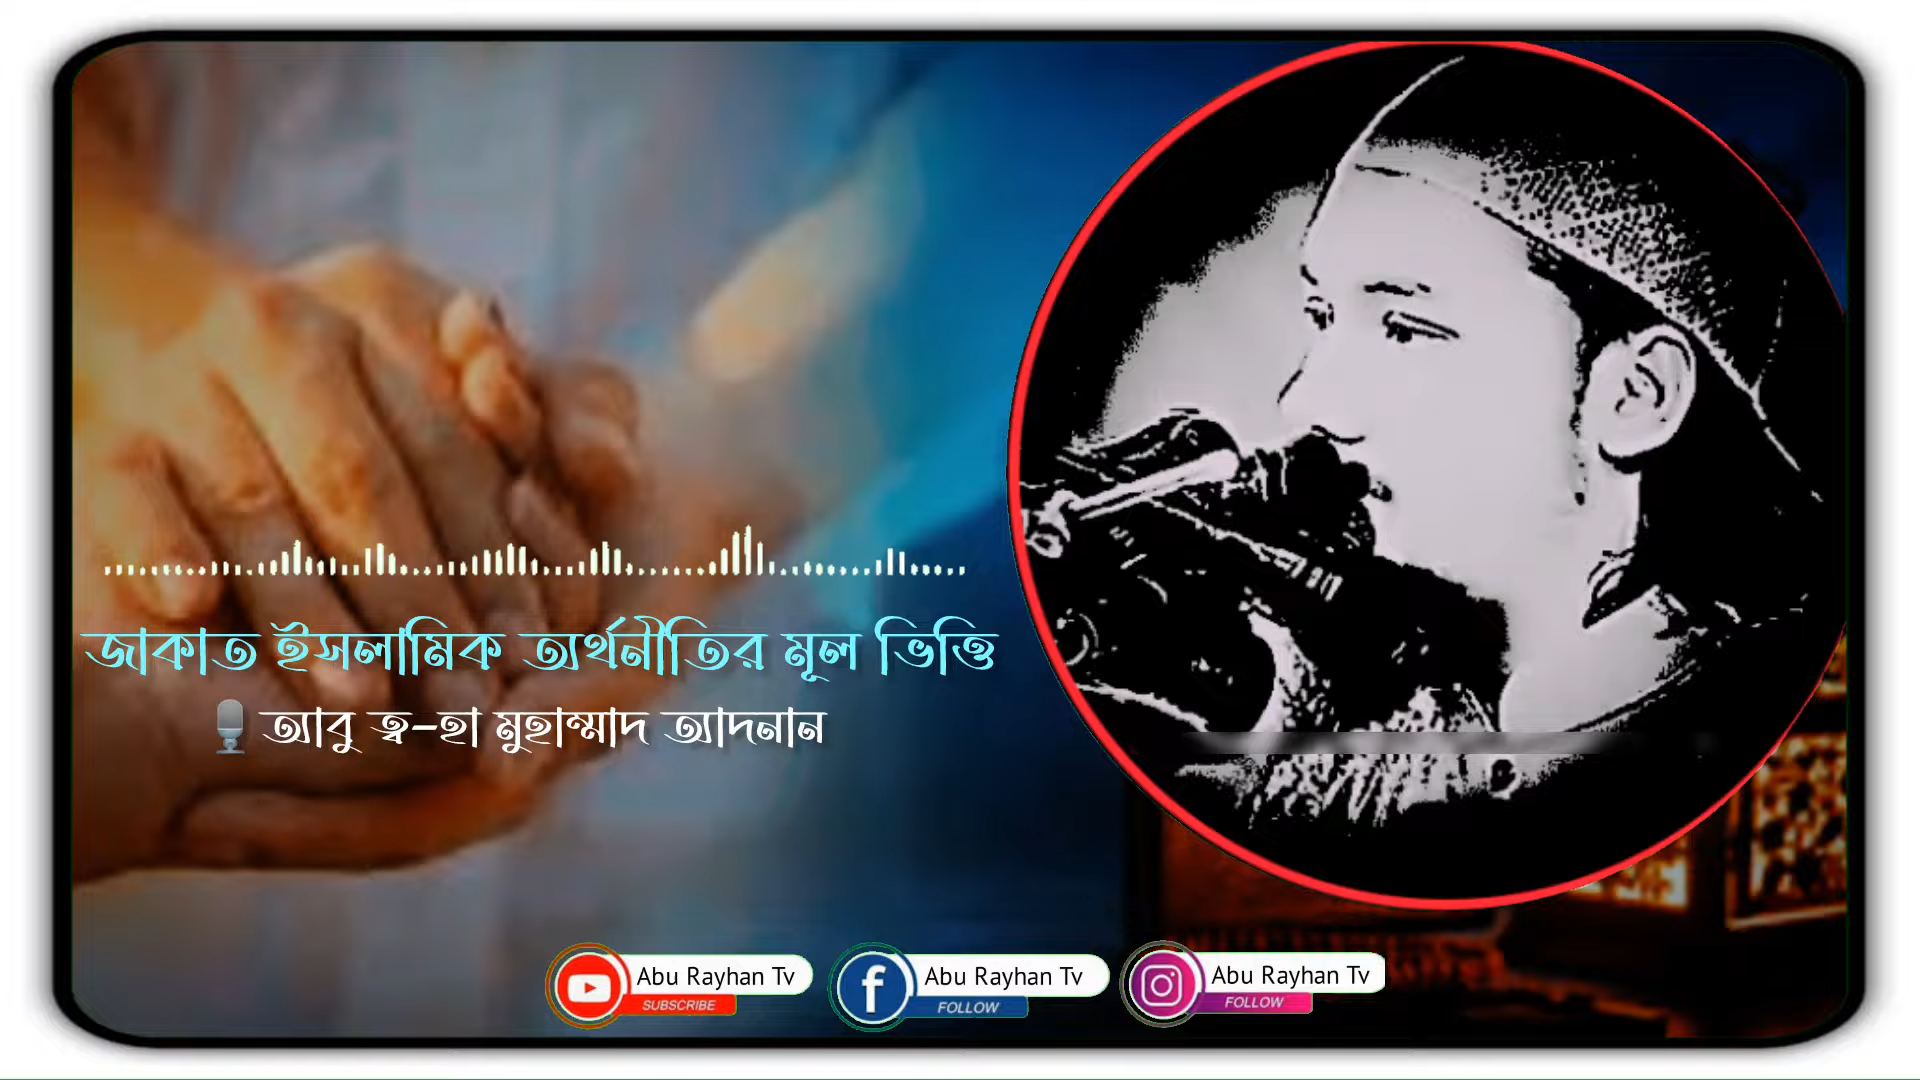 জাকাত ইসলামিক অর্থনীতির মূল ভিত্তি
আবু ত্ব-হা মুহাম্মাদ আদনান
Abu Rayhan Tv
SUBSCRIBE
Abu Rayhan Tv
FOLLOW
Abu Rayhan Tv
FOLLOW